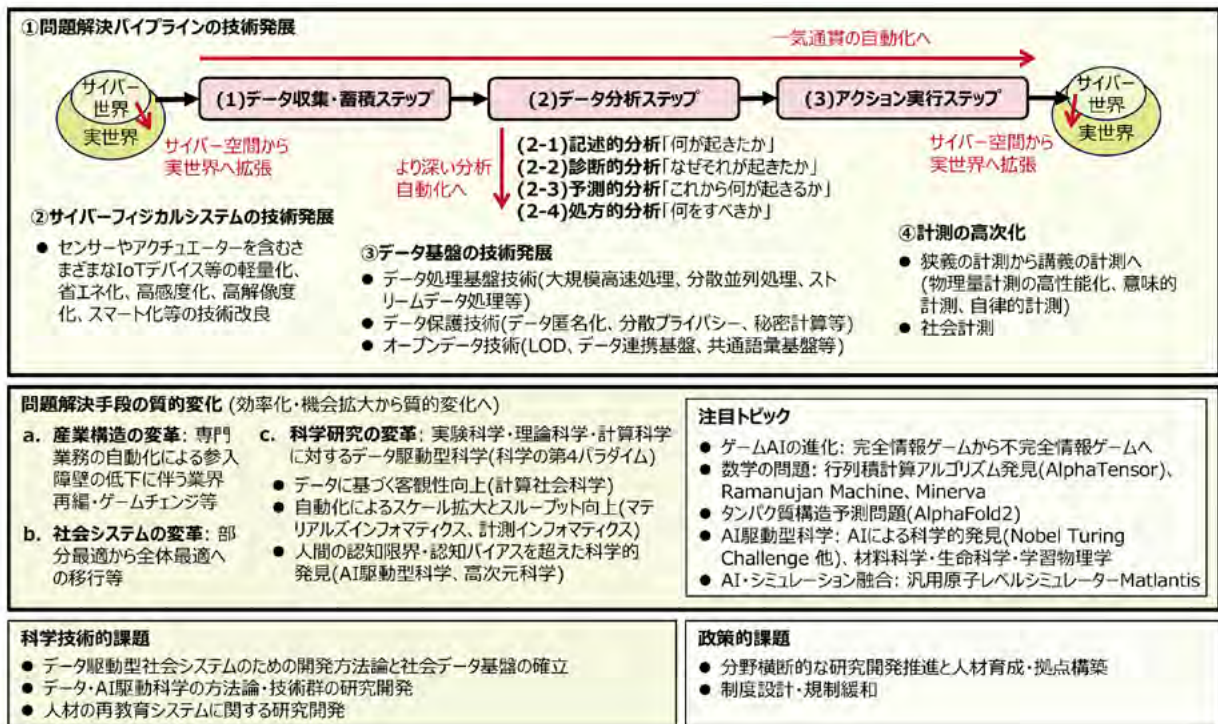 ①問題解決パイプラインの技術発展
一気通貫の自動化へ
サイバー
世界
実世界
(1)データ収集・蓄積ステップ
(2)データ分析ステップ
(3)アクション実行ステップ
サイバー
世界
実世界
サイバー空間から
実世界へ拡張
より深い分析
自動化へ
(2-1)記述的分析「何が起きたか」
(2-2)診断的分析「なぜそれが起きたか」
(2-3)予測的分析「これから何が起きるか」
(2-4)処方的分析「何をすべきか」
サイバー空間から
実世界へ拡張
②サイバーフィジカルシステムの技術発展
● センサーやアクチュエーターを含むさ
まざまなIoTデバイス等の軽量化、
省エネ化、高感度化、高解像度
化、スマート化等の技術改良
③データ基盤の技術発展
● データ処理基盤技術(大規模高速処理、分散並列処理、スト
リームデータ処理等)
● データ保護技術(データ匿名化、分散プライバシー、秘密計算等)
● オープンデータ技術(LOD、データ連携基盤、共通語彙基盤等)
④計測の高次化
● 狭義の計測から講義の計測へ
(物理量計測の高性能化、意味的
計測、自律的計測)
● 社会計測
問題解決手段の質的変化 (効率化・機会拡大から質的変化へ)
a. 産業構造の変革: 専門
業務の自動化による参入
障壁の低下に伴う業界
再編・ゲームチェンジ等
b. 社会システムの変革: 部
分最適から全体最適へ
の移行等
c. 科学研究の変革: 実験科学・理論科学・計算科学
に対するデータ駆動型科学(科学の第4パラダイム)
● データに基づく客観性向上(計算社会科学)
● 自動化によるスケール拡大とスループット向上(マテ
リアルズインフォマティクス、計測インフォマティクス)
● 人間の認知限界・認知バイアスを超えた科学的
発見(AI駆動型科学、高次元科学)
注目トピック
● ゲームAIの進化: 完全情報ゲームから不完全情報ゲームへ
● 数学の問題: 行列積計算アルゴリズム発見(AlphaTensor)、
Ramanujan Machine、Minerva
● タンパク質構造予測問題(AlphaFold2)
● AI駆動型科学: AIによる科学的発見(Nobel Turing
Challenge 他)、材料科学・生命科学・学習物理学
● AI・シミュレーション融合: 汎用原子レベルシミュレーターMatlantis
科学技術的課題
● データ駆動型社会システムのための開発方法論と社会データ基盤の確立
● データ・AI駆動科学の方法論・技術群の研究開発
● 人材の再教育システムに関する研究開発
政策的課題
● 分野横断的な研究開発推進と人材育成・拠点構築
● 制度設計・規制緩和